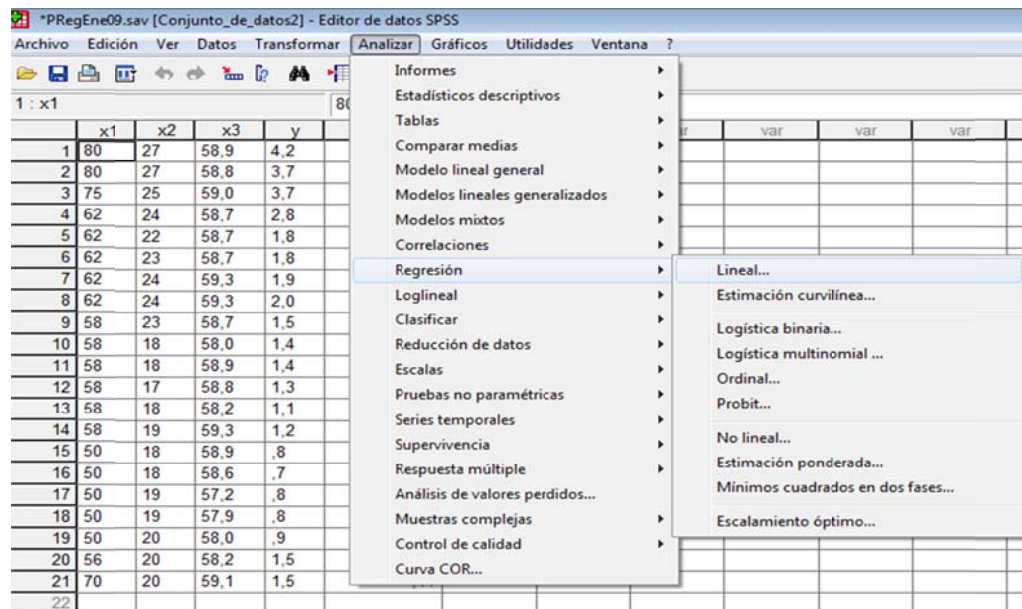 *PRegEne09.sav [Conjunto_de_datos2] - Editor de datos SPSS
Archivo Edición Ver Datos Transformar Analizar Gráficos Utilidades Ventana ?
1 : x1 80
x1 x2 x3 y var var var
1 80 27 58,9 4,2
2 80 27 58,8 3,7
3 75 25 59,0 3,7
4 62 24 58,7 2,8
5 62 22 58,7 1,8
6 62 23 58,7 1,8
7 62 24 59,3 1,9
8 62 24 59,3 2,0
9 58 23 58,7 1,5
10 58 18 58,0 1,4
11 58 18 58,9 1,4
12 58 17 58,8 1,3
13 58 18 58,2 1,1
14 58 19 59,3 1,2
15 50 18 58,9 ,8
16 50 18 58,6 ,7
17 50 19 57,2 ,8
18 50 19 57,9 ,8
19 50 20 58,0 ,9
20 56 20 58,2 1,5
21 70 20 59,1 1,5
22
Informes
Estadísticos descriptivos
Tablas
Comparar medias
Modelo lineal general
Modelos lineales generalizados
Modelos mixtos
Correlaciones
Regresión
Loglineal
Clasificar
Reducción de datos
Escalas
Pruebas no paramétricas
Series temporales
Supervivencia
Respuesta múltiple
Análisis de valores perdidos...
Muestras complejas
Control de calidad
Curva COR...
Lineal...
Estimación curvilínea...
Logística binaria...
Logística multinomial ...
Ordinal...
Probit...
No lineal...
Estimación ponderada...
Mínimos cuadrados en dos fases...
Escalamiento óptimo...